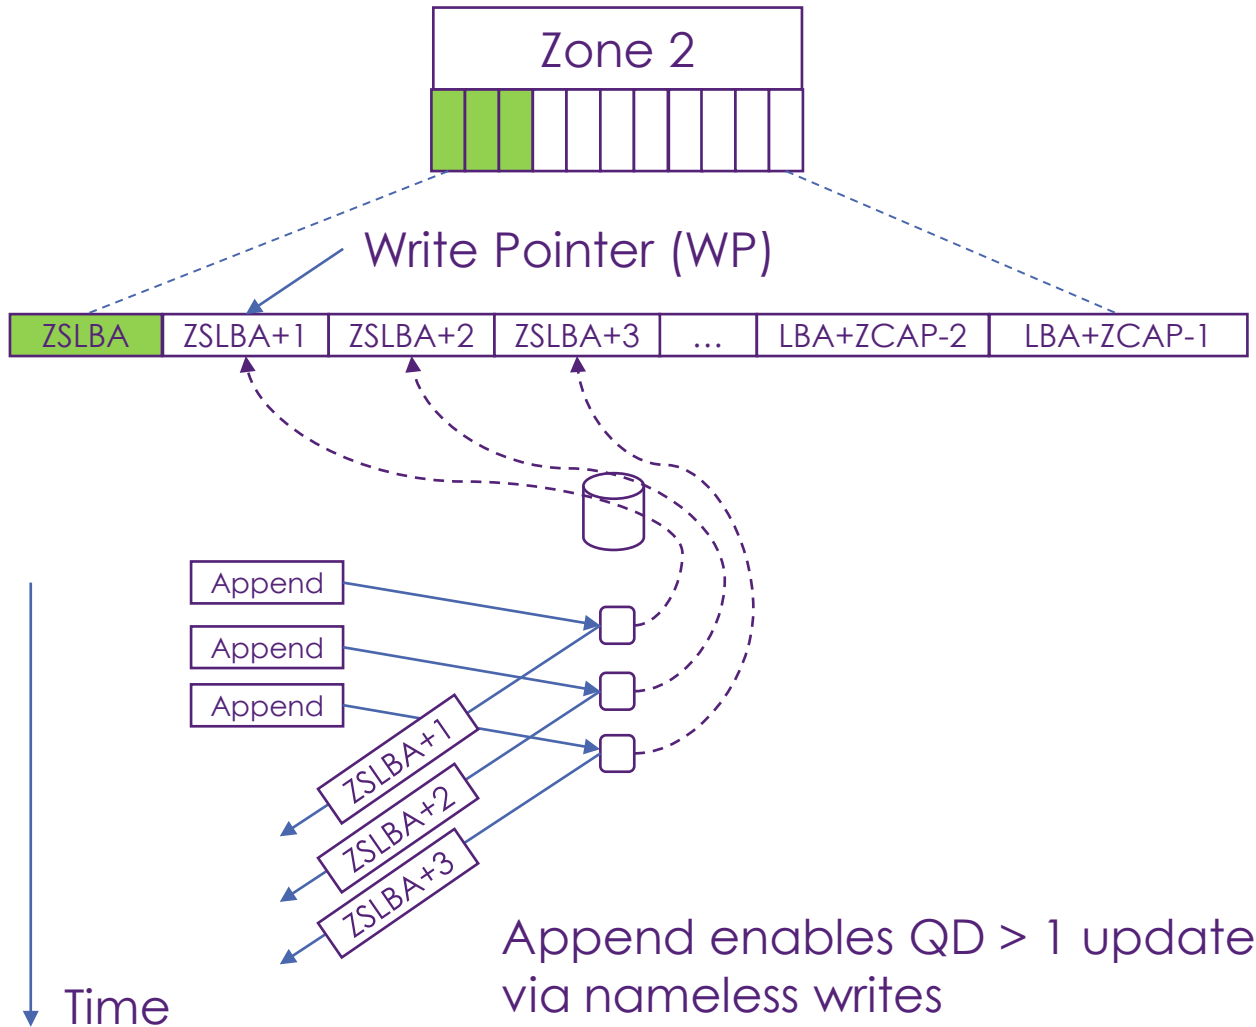 Zone 2
Write Pointer (WP)
ZSLBA
ZSLBA+1
ZSLBA+2
ZSLBA+3
...
LBA+ZCAP-2
LBA+ZCAP-1
Append
Append
Append
ZSLBA+1
ZSLBA+2
ZSLBA+3
Append enables QD > 1 update
via nameless writes
Time